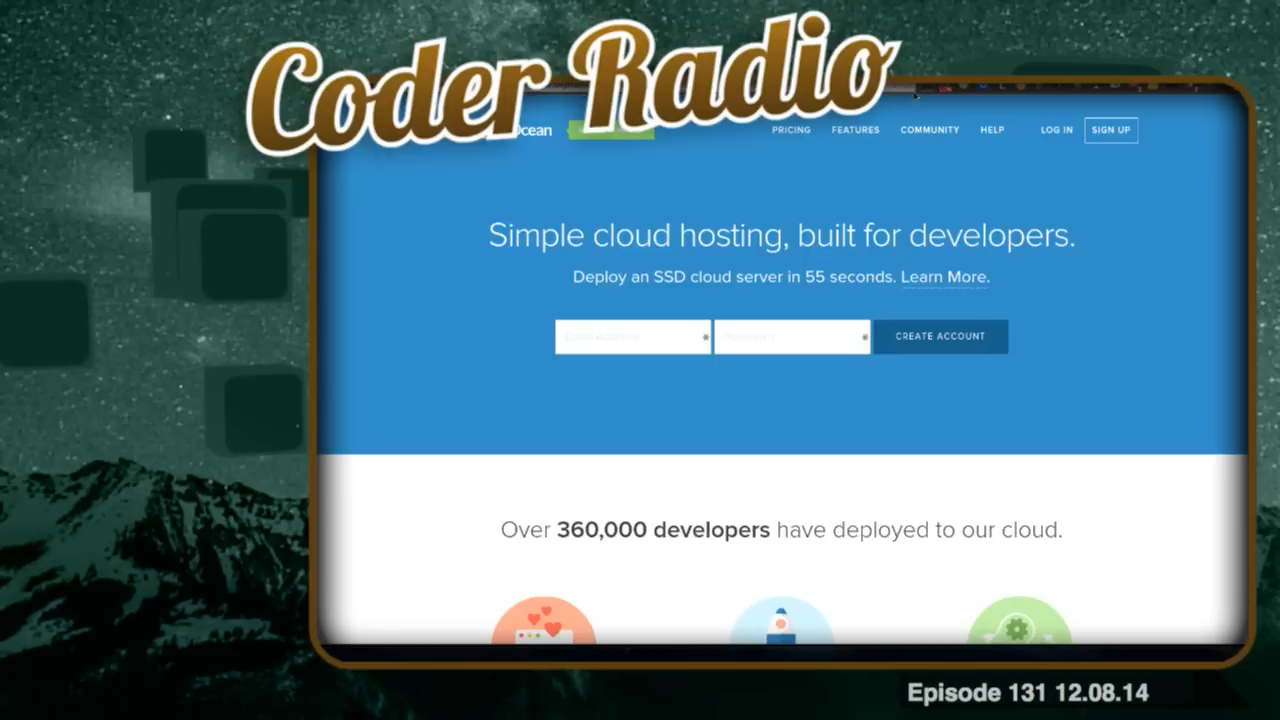 Coder Radio
Ocean
PRICING FEATURES COMMUNITY HELP LOG IN SIGN UP
Simple cloud hosting, built for developers.
Deploy an SSD cloud server in 55 seconds. Learn More.
CREATE ACCOUNT
Over 360,000 developers have deployed to our cloud.
Episode 131 12.08.14